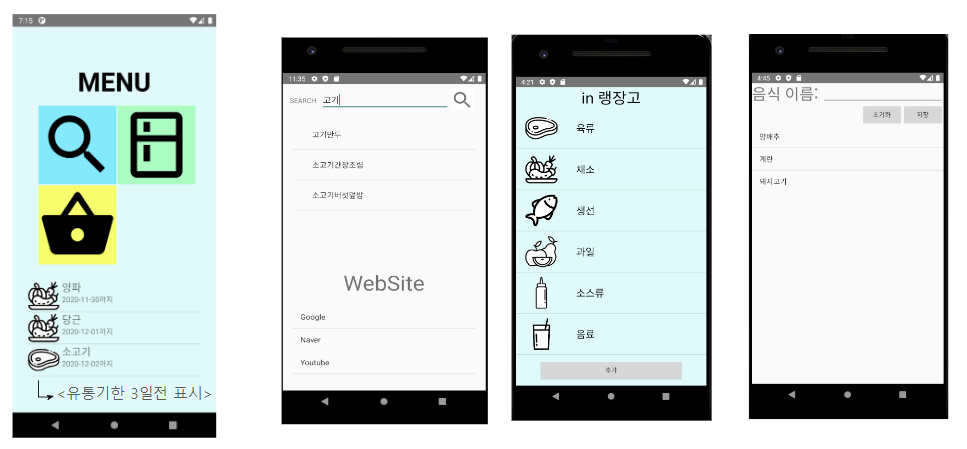 7:15
MENU
양파
2020-11-30까지
당근
2020-12-01까지
소고기
2020-12-02까지
<유통기한 3일전 표시>
11:35
SEARCH 고기
고기만두
소고기간장조림
소고기버섯덮밥
WebSite
Google
Naver
Youtube
4:21
in 랭장고
육류
채소
생선
과일
소스류
음료
추가
4:45
음식 이름:
초기화 저장
양배추
계란
돼지고기